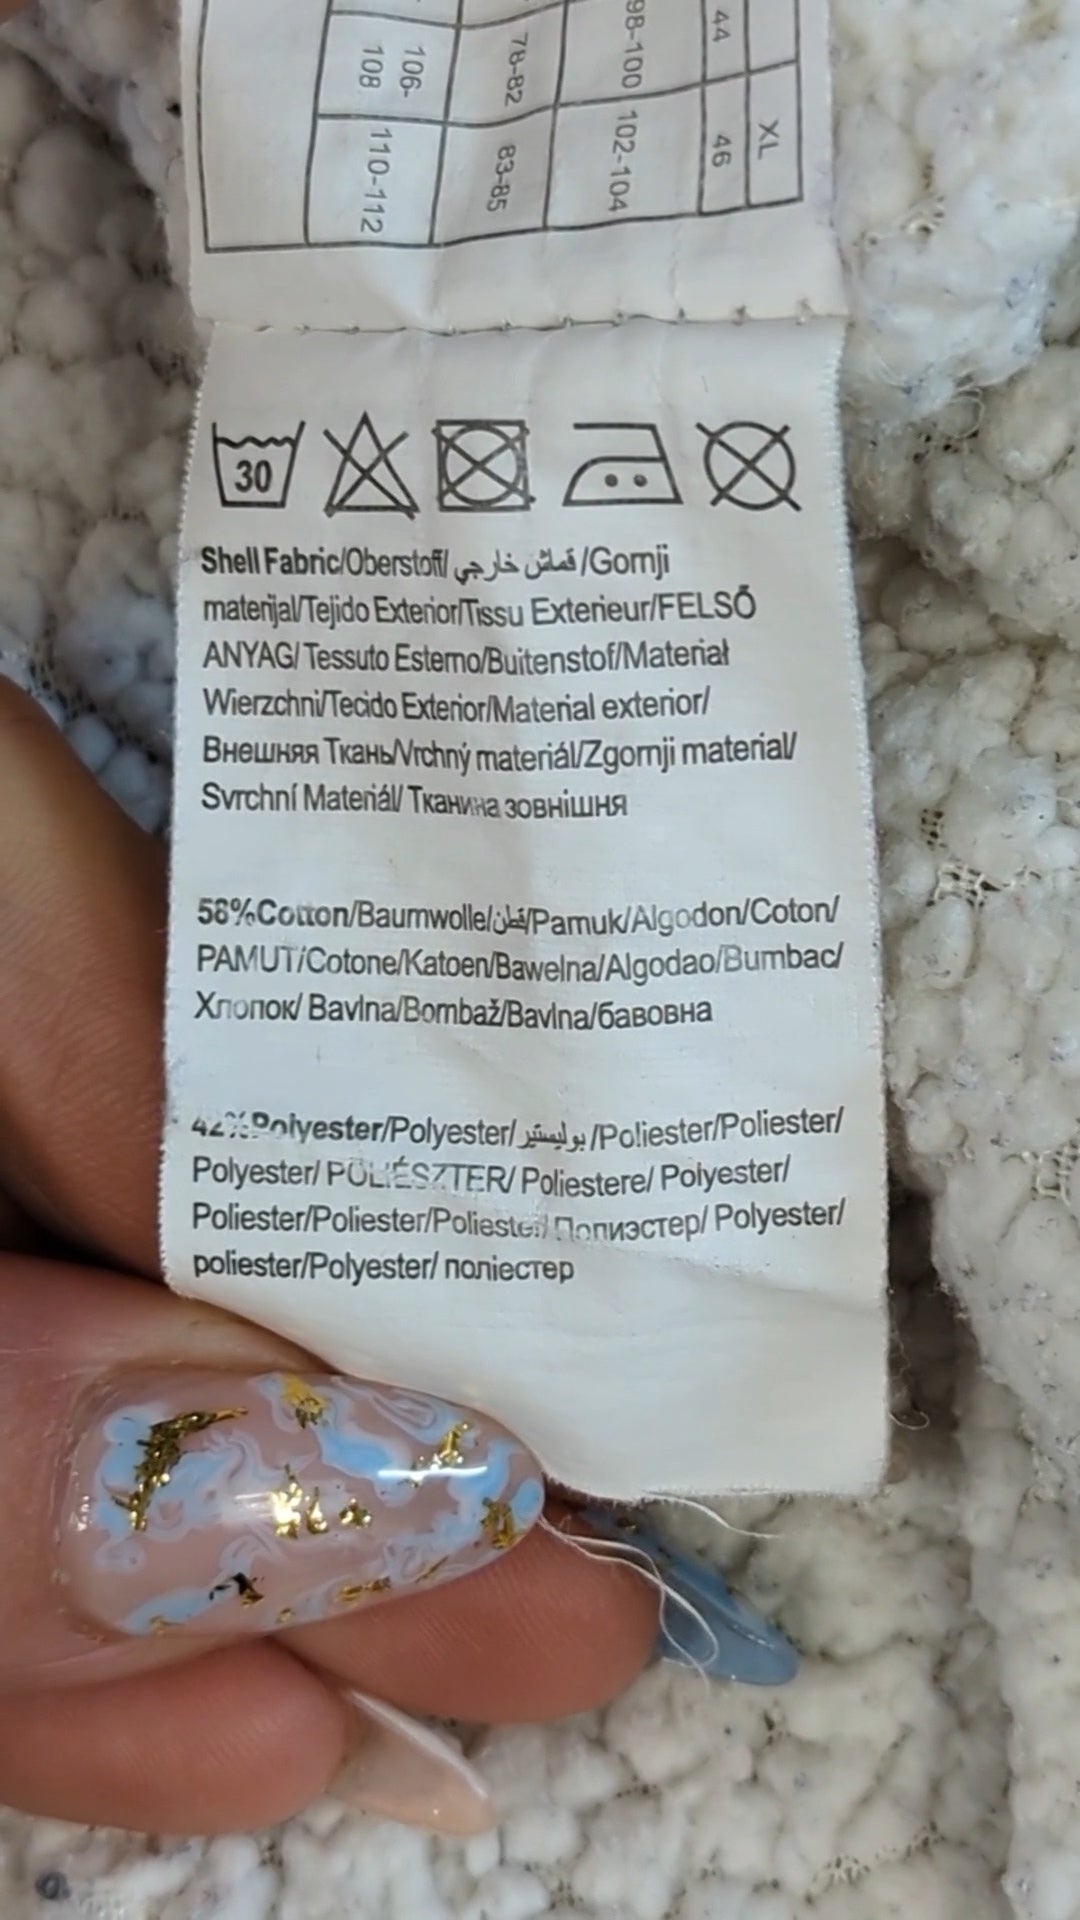 XL
44
46
98-100
102-104
78-82
83-85
106-
108
110-112
30
Shell Fabric/Oberstoff/ قماش خارجي /Gornji
materijal/Tejido Exterior/Tissu Exterieur/FELSŐ
ANYAG/ Tessuto Esterno/Buitenstof/Materiał
Wierzchni/Tecido Exterior/Material exterior/
Внешняя Ткань/Vrchný materiál/Zgornji material/
Svrchní Materiál/ Тканина зовнішня
58%Cotton/Baumwolle/قطن/Pamuk/Algodon/Coton/
PAMUT/Cotone/Katoen/Bawelna/Algodao/Bumbac/
Хлопок/ Bavlna/Bombaž/Bavlna/бавовна
42%Polyester/Polyester/ بوليستير /Poliester/Poliester/
Polyester/ POLIÉSZTER/ Poliestere/ Polyester/
Poliester/Poliester/Poliester/ Полиэстер/ Polyester/
poliester/Polyester/ поліестер